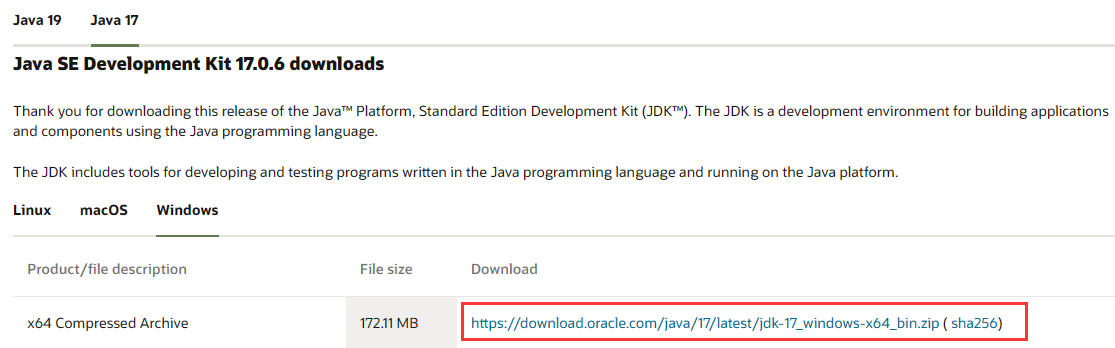 Java 19 Java 17
Java SE Development Kit 17.0.6 downloads
Thank you for downloading this release of the Java™ Platform, Standard Edition Development Kit (JDK™). The JDK is a development environment for building applications
and components using the Java programming language.
The JDK includes tools for developing and testing programs written in the Java programming language and running on the Java platform.
Linux macOS Windows
Product/file description File size Download
x64 Compressed Archive 172.11 MB https://download.oracle.com/java/17/latest/jdk-17_windows-x64_bin.zip ( sha256)